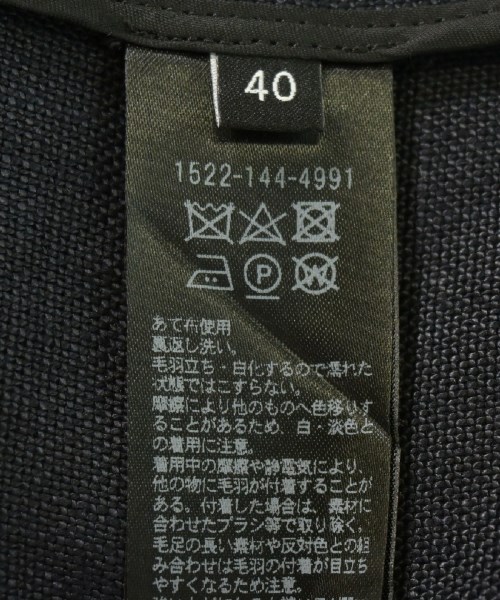 40
1522-144-4991
P
W
あて布使用
裏返し洗い。
毛羽立ち・白化するので濡れた
状態ではこすらない。
摩擦により他のものへ色移りす
ることがあるため、白・淡色と
の着用に注意。
着用中の摩擦や静電気により、
他の物に毛羽が付着することが
ある。付着した場合は、素材に
合わせたブラシ等で取り除く。
毛足の長い素材や反対色との組
み合わせは毛羽の付着が目立ち
やすくなるため注意。